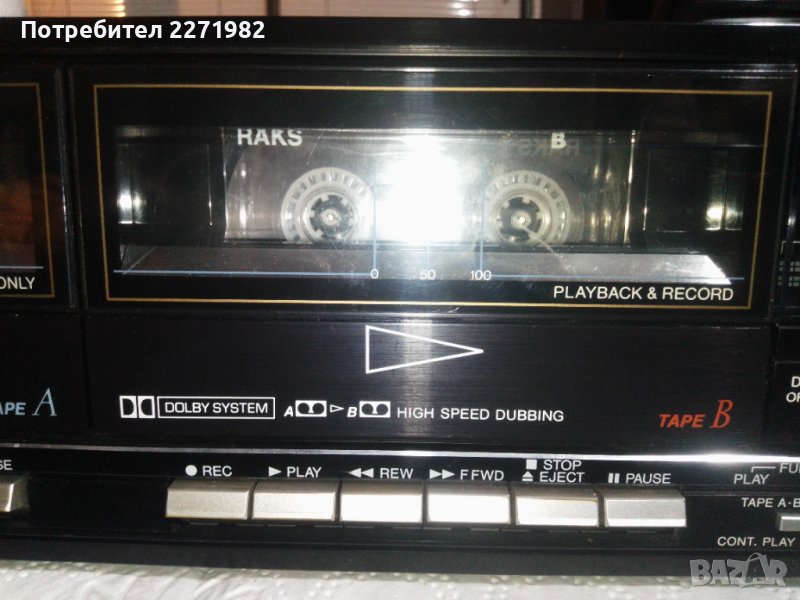 Потребител 2271982
RAKS B
0 50 100
ONLY
PLAYBACK & RECORD
APE A
DOLBY SYSTEM
A ▻ B HIGH SPEED DUBBING
TAPE B
● REC ▶ PLAY ◀◀ REW ▶▶ F FWD ■ STOP
▲ EJECT
▮▮ PAUSE
PLAY
TAPE A•B
CONT. PLAY
BAZAR